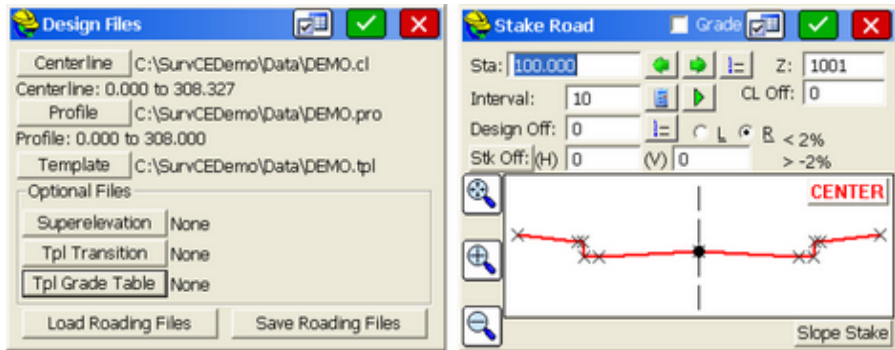 Design Files
Centerline C:\SurvCEDemo\Data\DEMO.cl
Centerline: 0.000 to 308.327
Profile C:\SurvCEDemo\Data\DEMO.pro
Profile: 0.000 to 308.000
Template C:\SurvCEDemo\Data\DEMO.tpl
Optional Files
Superelevation None
Tpl Transition None
Tpl Grade Table None
Load Roading Files Save Roading Files
Stake Road Grade
Sta: 100.000 Z: 1001
Interval: 10 CL Off: 0
Design Off: 0 L R < 2%
Stk Off: (H) 0 (V) 0 > -2%
CENTER
Slope Stake